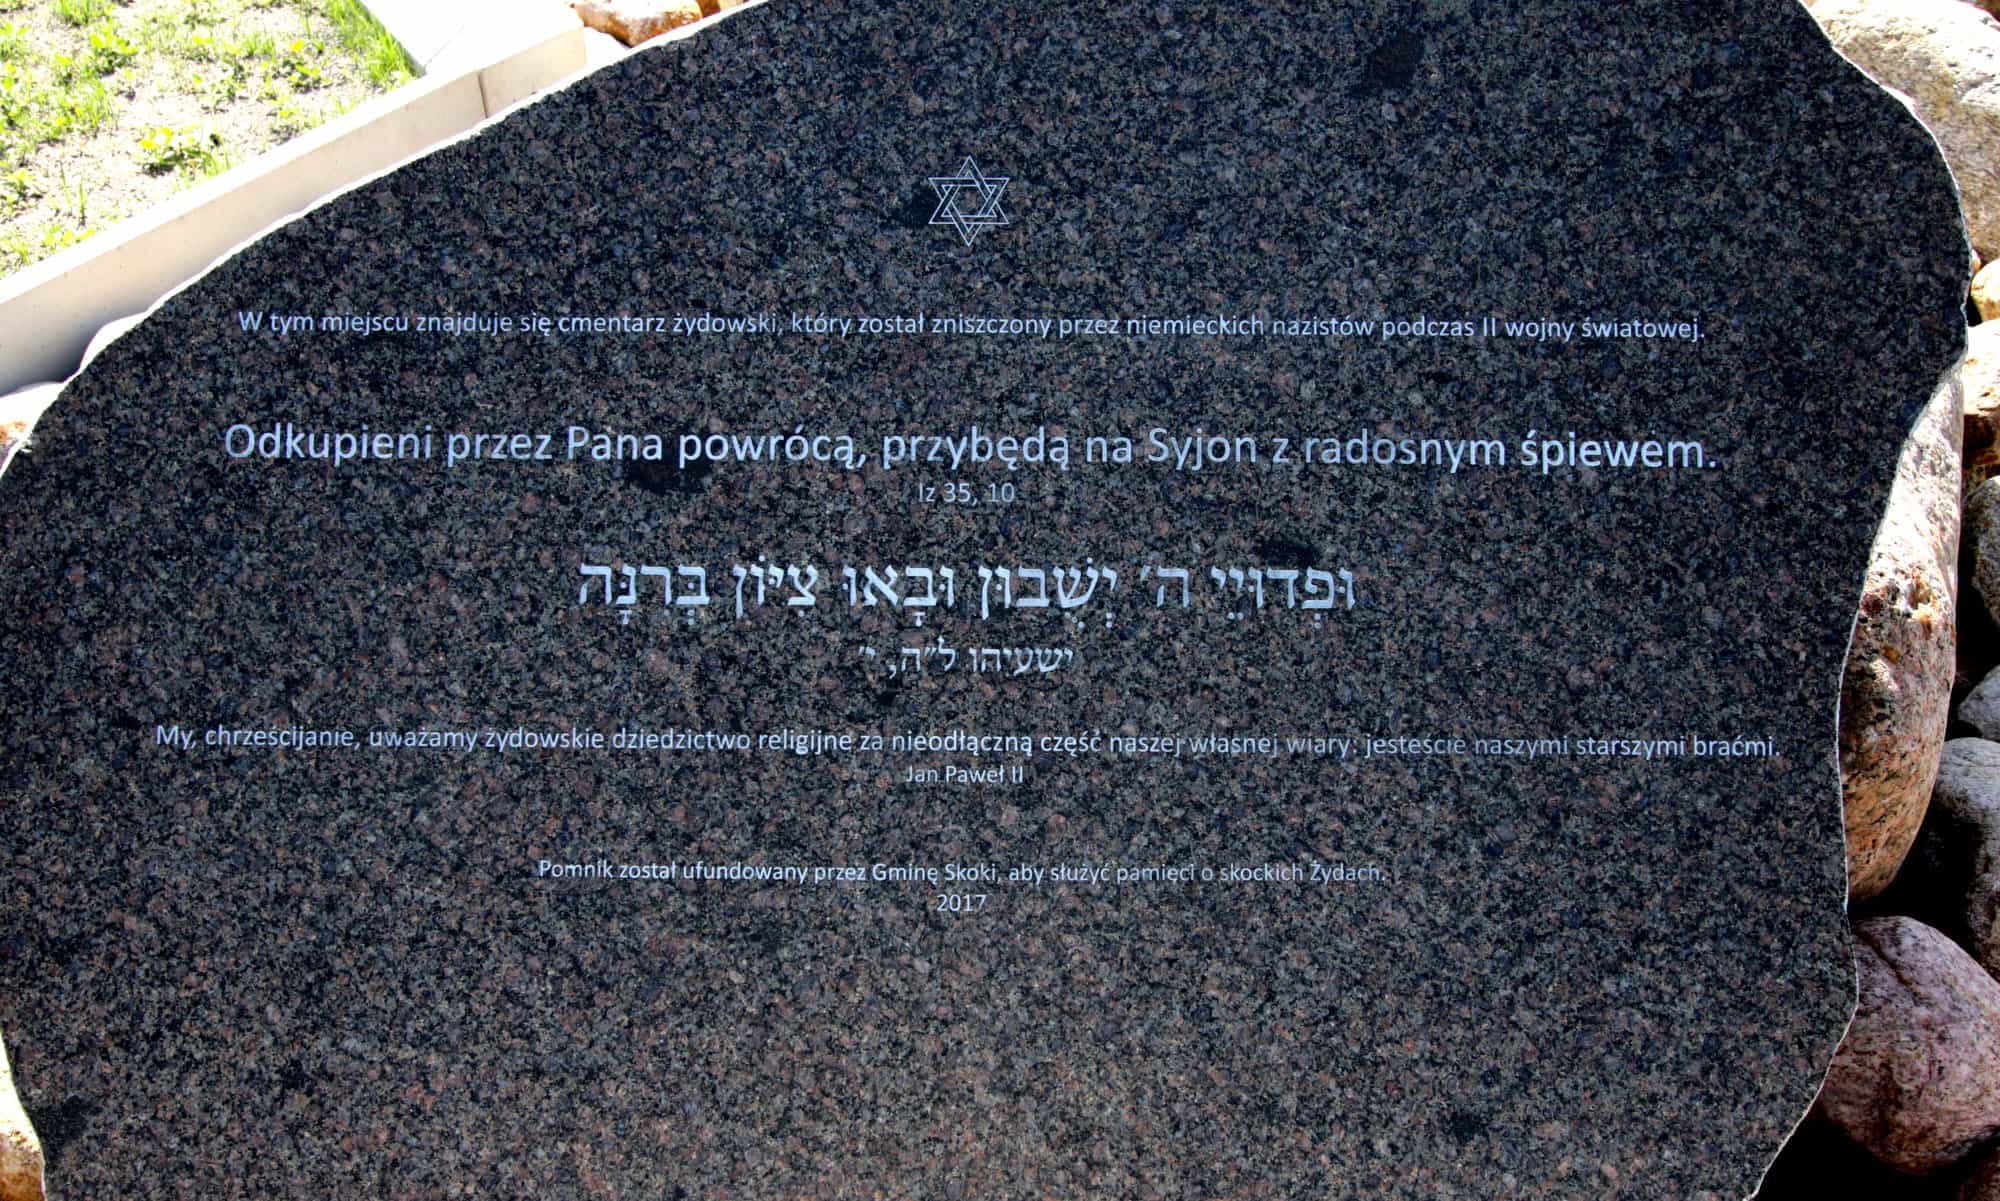 W tym miejscu znajduje się cmentarz żydowski, który został zniszczony przez niemieckich nazistów podczas II wojny światowej.
Odkupieni przez Pana powrócą, przybędą na Syjon z radosnym śpiewem.
Iz 35, 10
וּפְדוּיֵי ה׳ יְשֻׁבוּן וּבָאוּ צִיּוֹן בְּרִנָּה
ישעיהו ל״ה, י׳
My, chrześcijanie, uważamy żydowskie dziedzictwo religijne za nieodłączną część naszej własnej wiary: jesteście naszymi starszymi braćmi.
Jan Paweł II
Pomnik został ufundowany przez Gminę Skoki, aby służyć pamięci o skockich Żydach.
2017